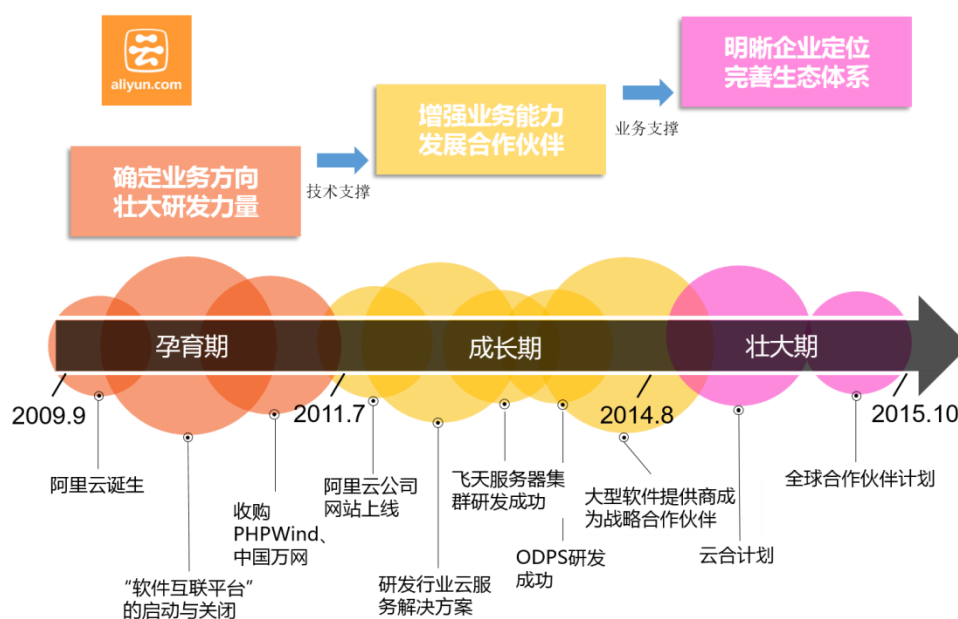 云
aliyun.com
明晰企业定位
完善生态体系
增强业务能力
发展合作伙伴
业务支撑
确定业务方向
壮大研发力量
技术支撑
孕育期
成长期
壮大期
2009.9
2011.7
2014.8
2015.10
阿里云诞生
“软件互联平台”
的启动与关闭
收购
PHPWind、
中国万网
阿里云公司
网站上线
研发行业云服
务解决方案
飞天服务器集
群研发成功
ODPS研发
成功
大型软件提供商成
为战略合作伙伴
云合计划
全球合作伙伴计划